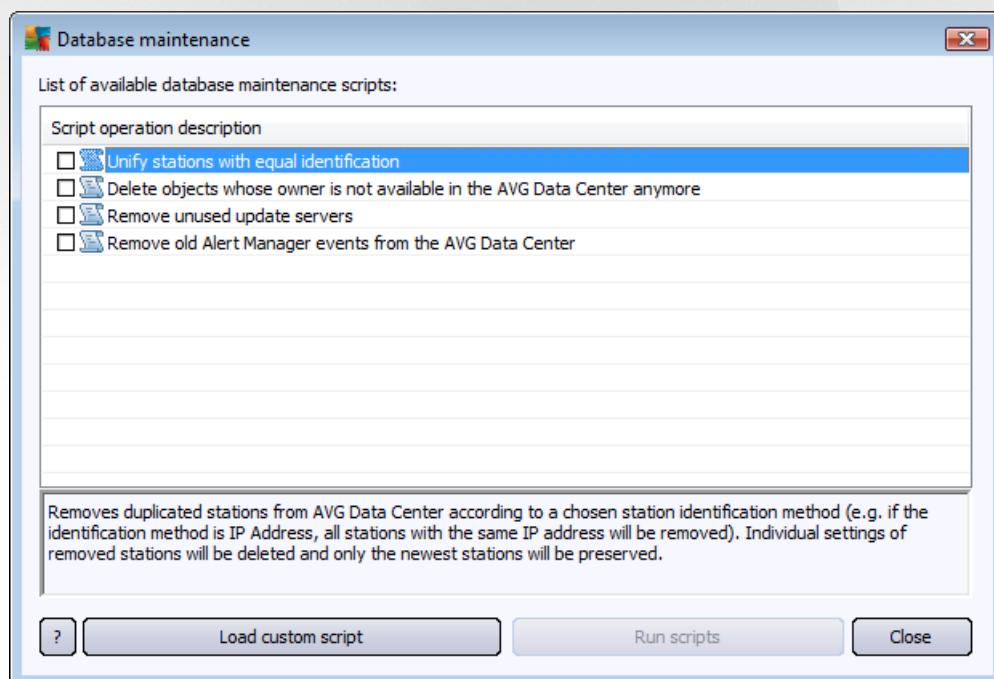 Database maintenance
List of available database maintenance scripts:
Script operation description
Unify stations with equal identification
Delete objects whose owner is not available in the AVG Data Center anymore
Remove unused update servers
Remove old Alert Manager events from the AVG Data Center
Removes duplicated stations from AVG Data Center according to a chosen station identification method (e.g. if the
identification method is IP Address, all stations with the same IP address will be removed). Individual settings of
removed stations will be deleted and only the newest stations will be preserved.
? Load custom script Run scripts Close